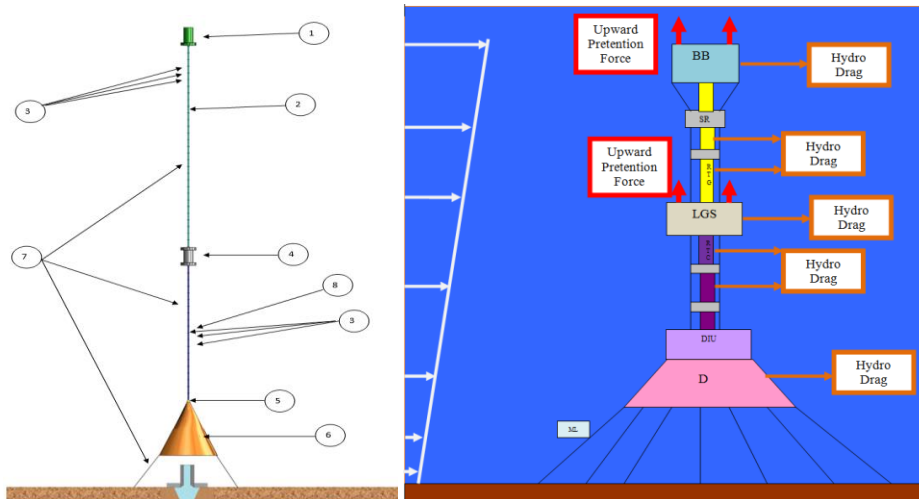 1
3
2
7
4
8
3
5
6
Upward
Pretention
Force
BB
Hydro
Drag
SR
Hydro
Drag
Upward
Pretention
Force
R
T
G
LGS
Hydro
Drag
Hydro
Drag
DIU
D
Hydro
Drag
ML